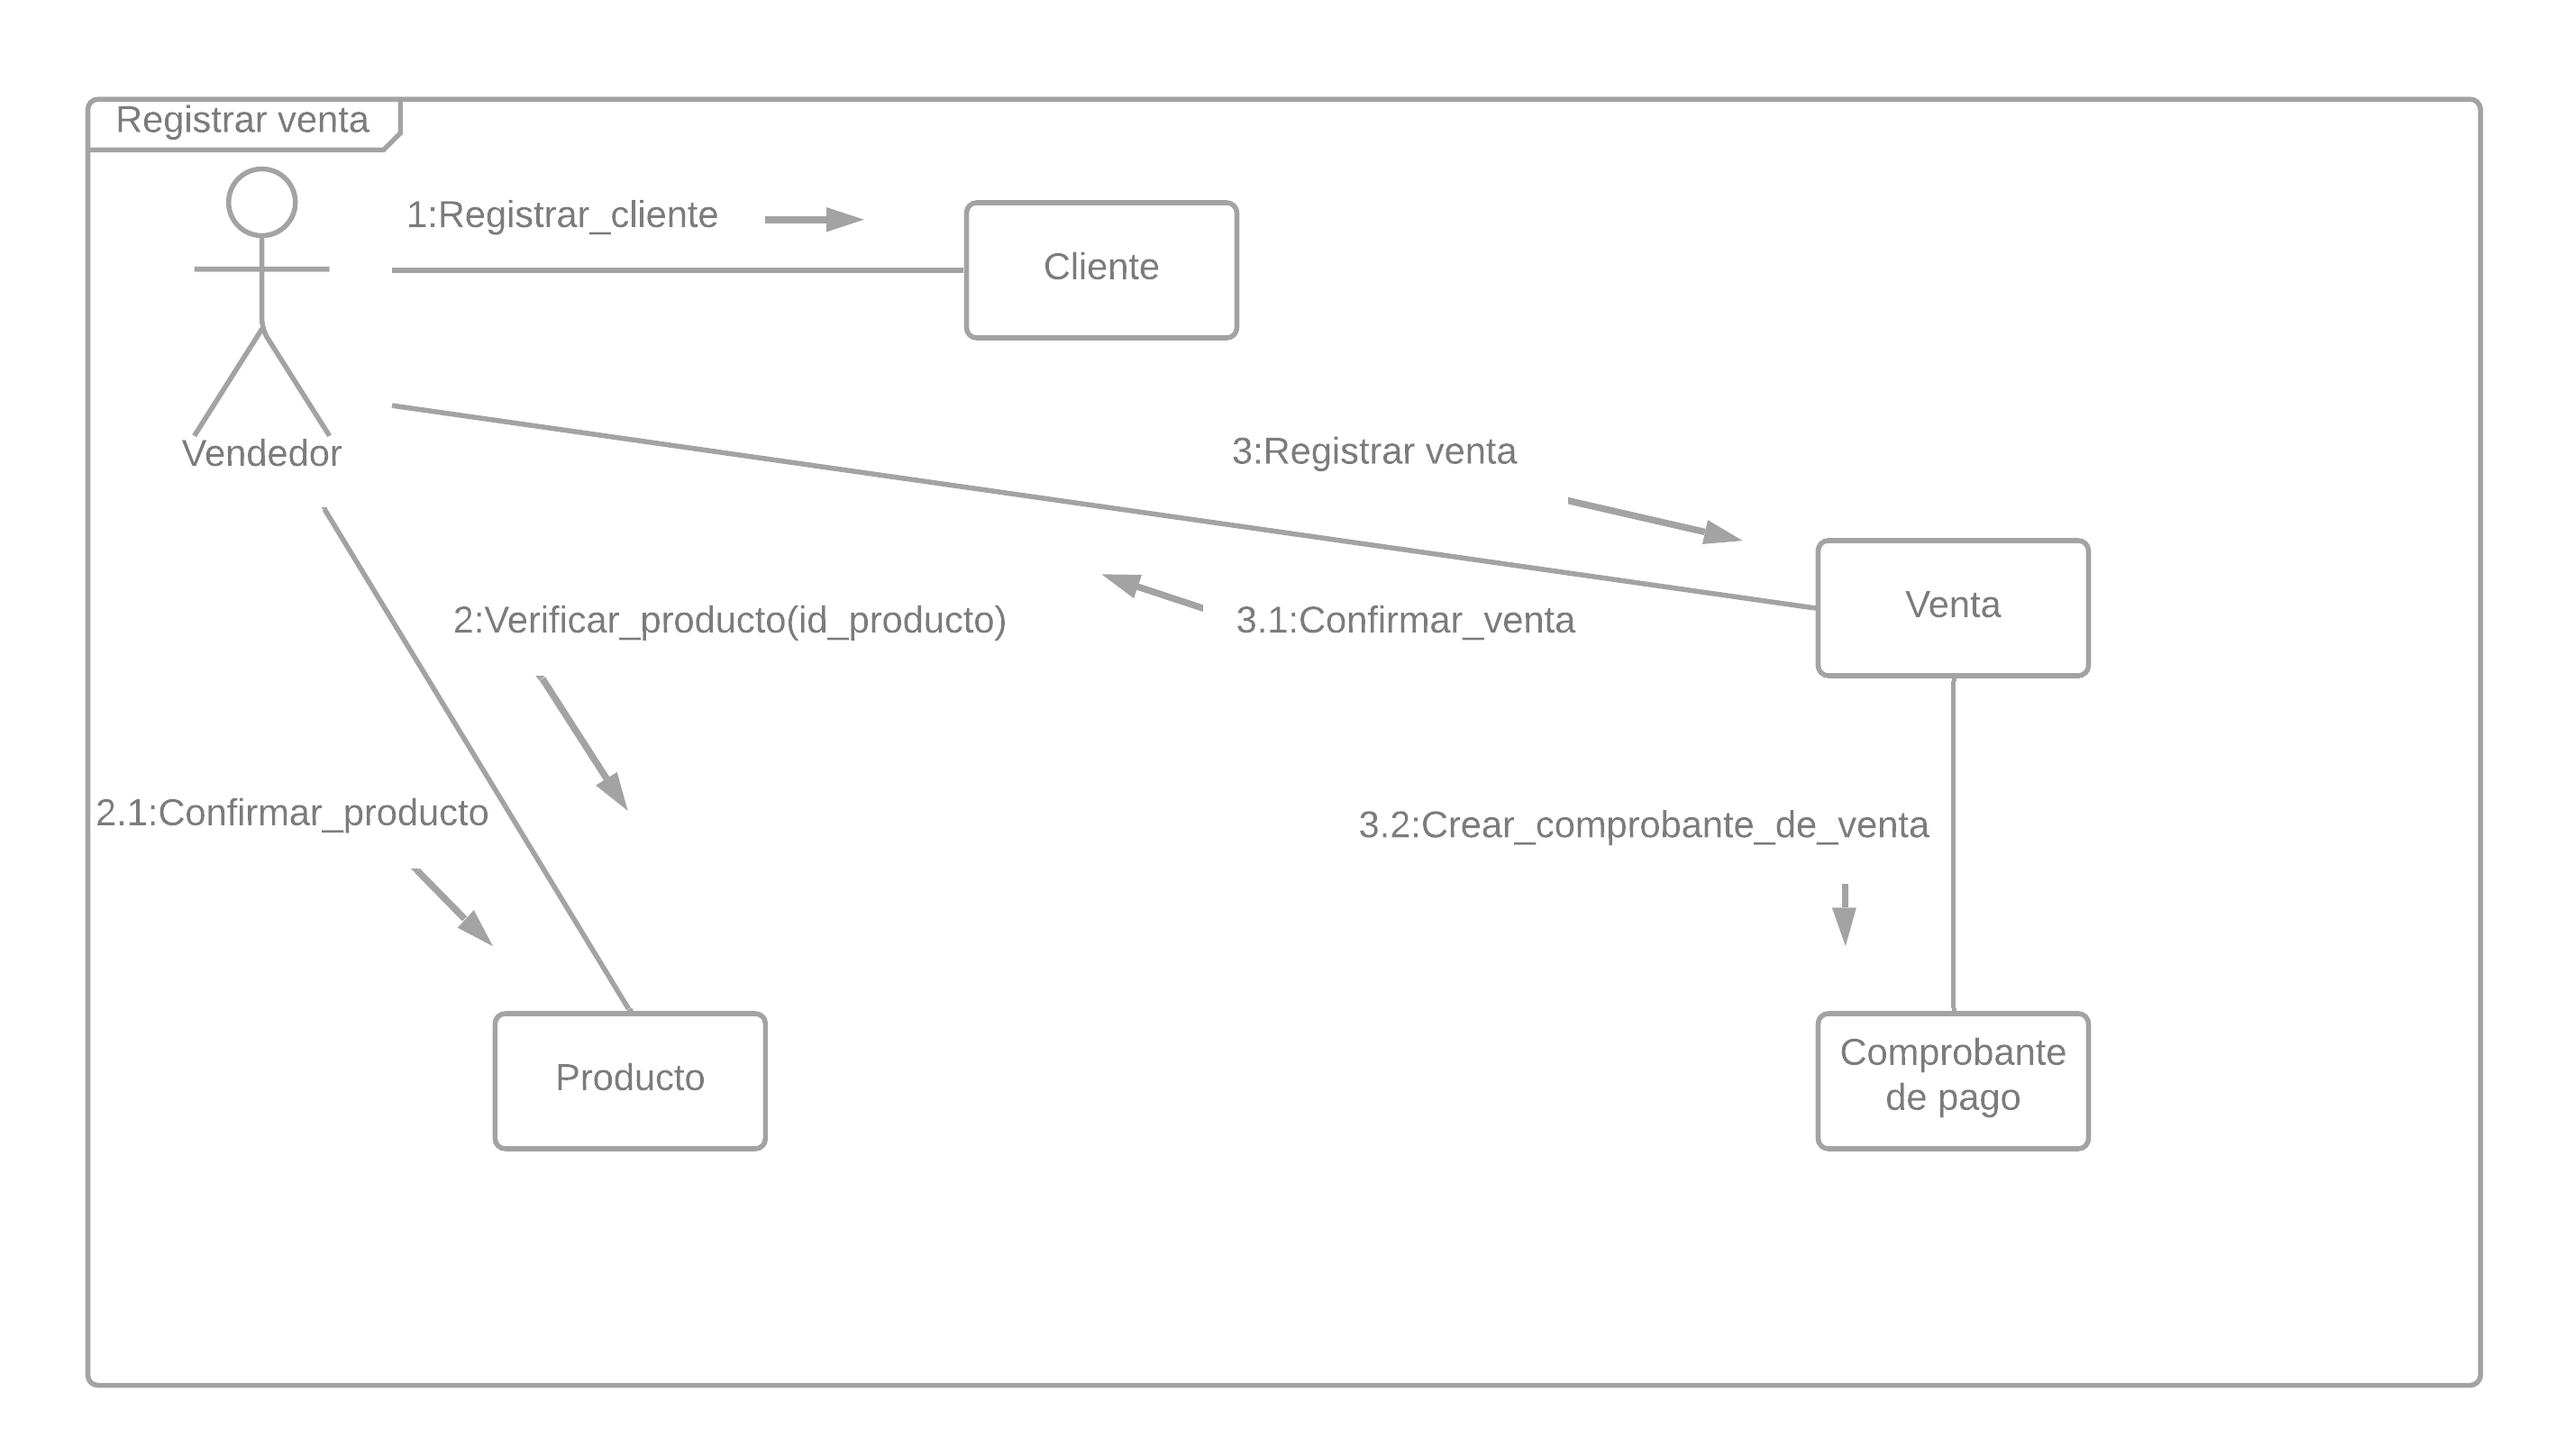 Registrar venta
1:Registrar_cliente
Cliente
Vendedor
3:Registrar venta
2:Verificar_producto(id_producto)
3.1:Confirmar_venta
Venta
2.1:Confirmar_producto
3.2:Crear_comprobante_de_venta
Producto
Comprobante
de pago